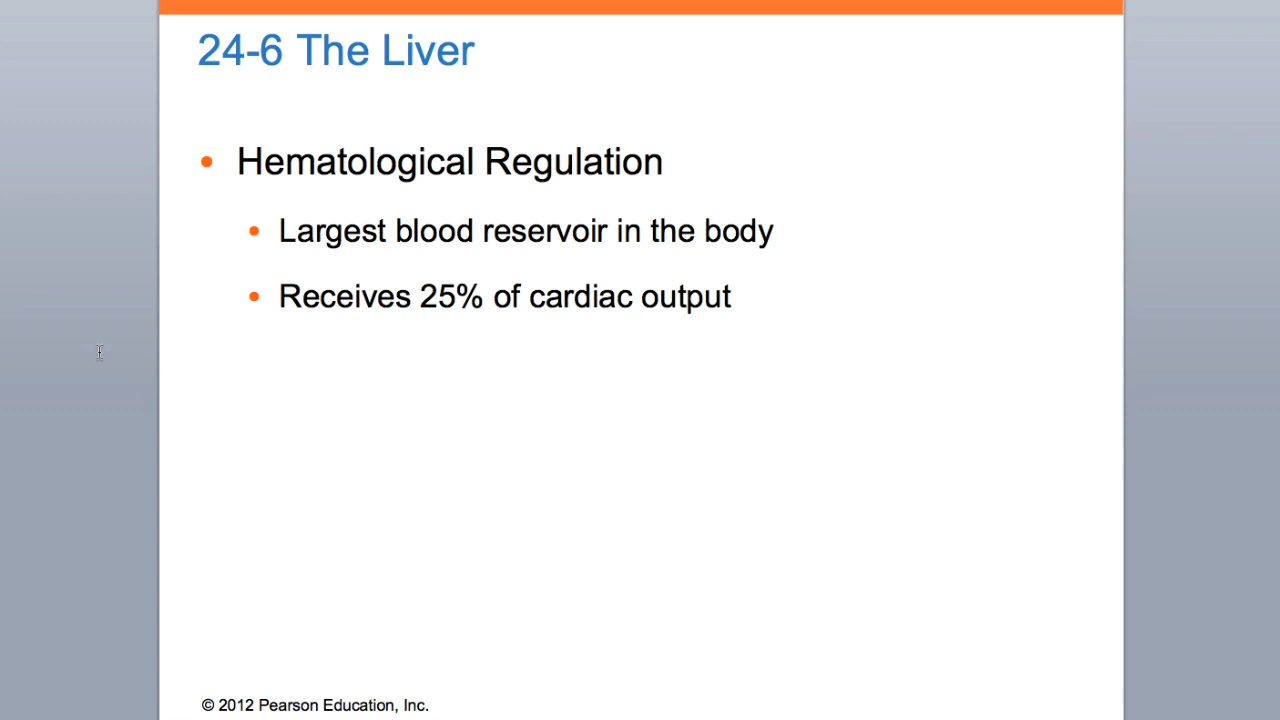 24-6 The Liver
• Hematological Regulation
• Largest blood reservoir in the body
• Receives 25% of cardiac output
© 2012 Pearson Education, Inc.